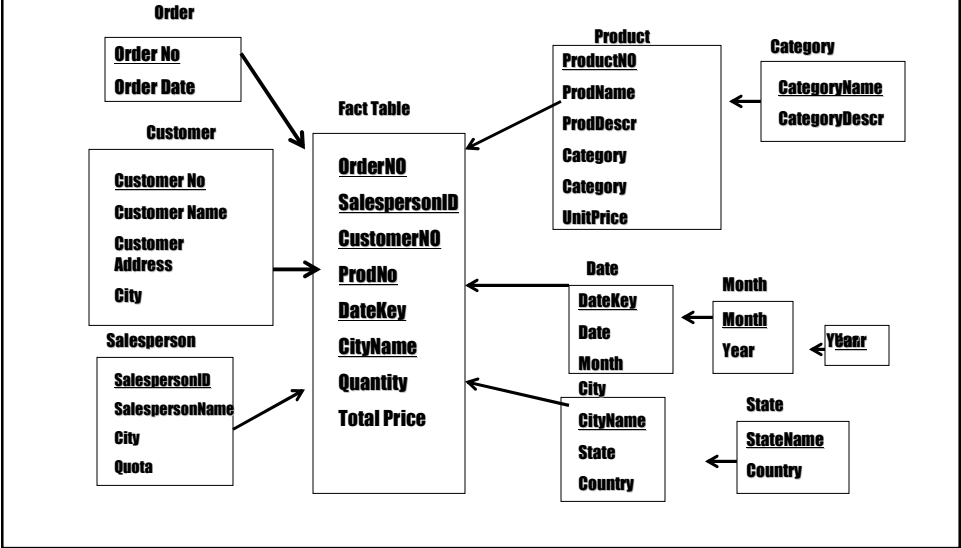 Order
Order No
Order Date
Customer
Customer No
Customer Name
Customer
Address
City
Salesperson
SalespersonID
SalespersonName
City
Quota
Fact Table
OrderNO
SalespersonID
CustomerNO
ProdNo
DateKey
CityName
Quantity
Total Price
Product
ProductNO
ProdName
ProdDescr
Category
Category
UnitPrice
Category
CategoryName
CategoryDescr
Date
DateKey
Date
Month
Month
Month
Year
Year
Year
City
CityName
State
Country
State
StateName
Country